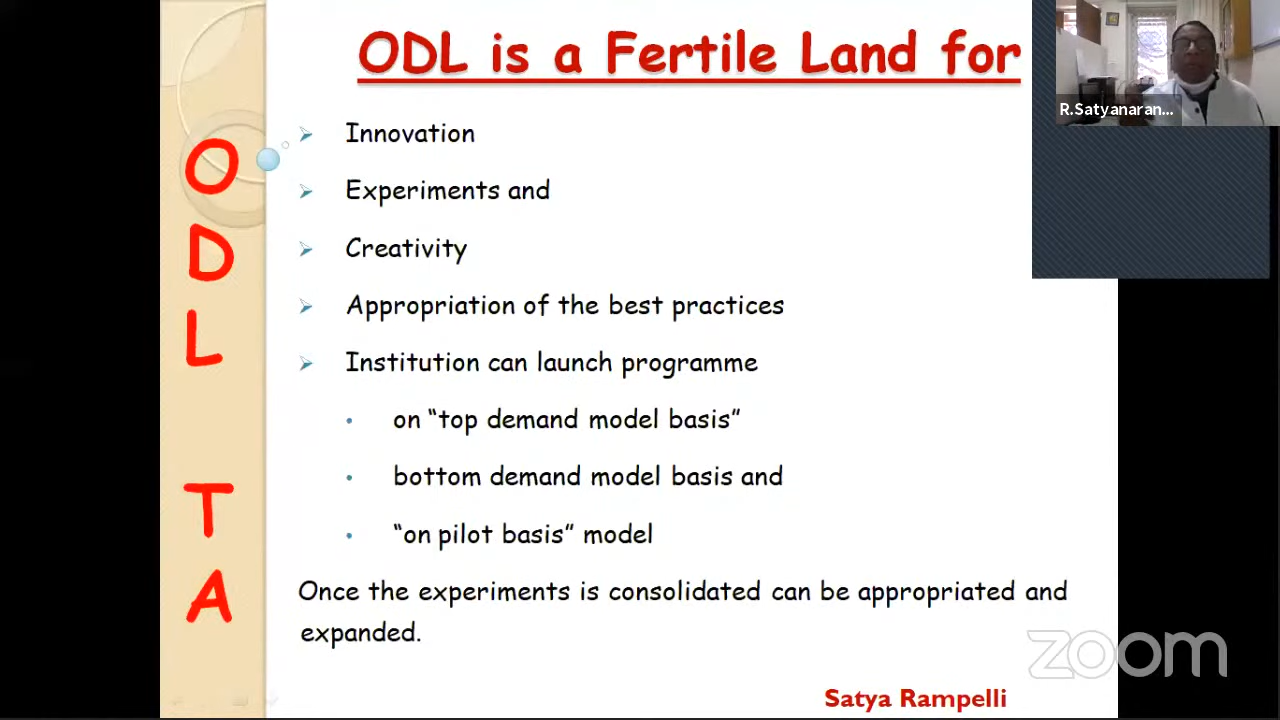 ODL is a Fertile Land for
R.Satyanaran...
O
D
L
T
A
Innovation
Experiments and
Creativity
Appropriation of the best practices
Institution can launch programme
on “top demand model basis”
bottom demand model basis and
“on pilot basis” model
Once the experiments is consolidated can be appropriated and
expanded.
zoom
Satya Rampelli